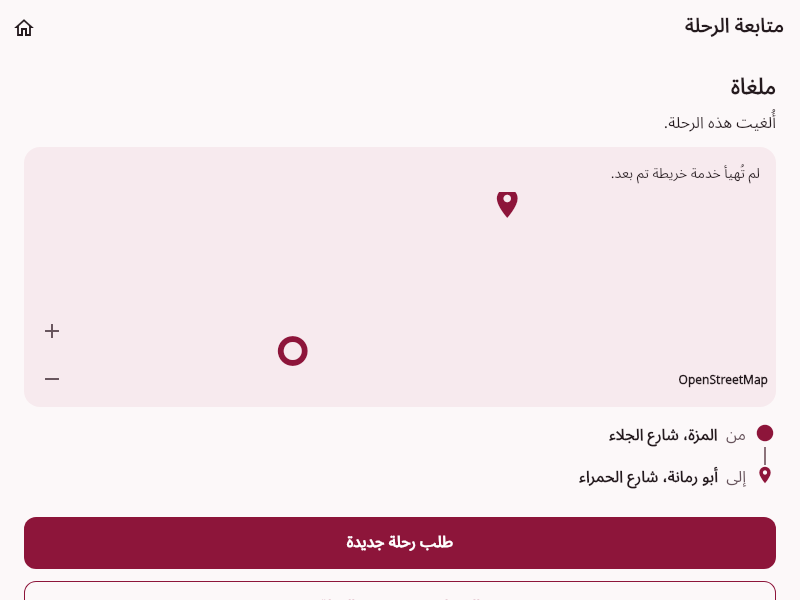 متابعة الرحلة
ملغاة
أُلغيت هذه الرحلة.
لم تُهيأ خدمة خريطة تم بعد.
OpenStreetMap
من المزة، شارع الجلاء
إلى أبو رمانة، شارع الحمراء
طلب رحلة جديدة